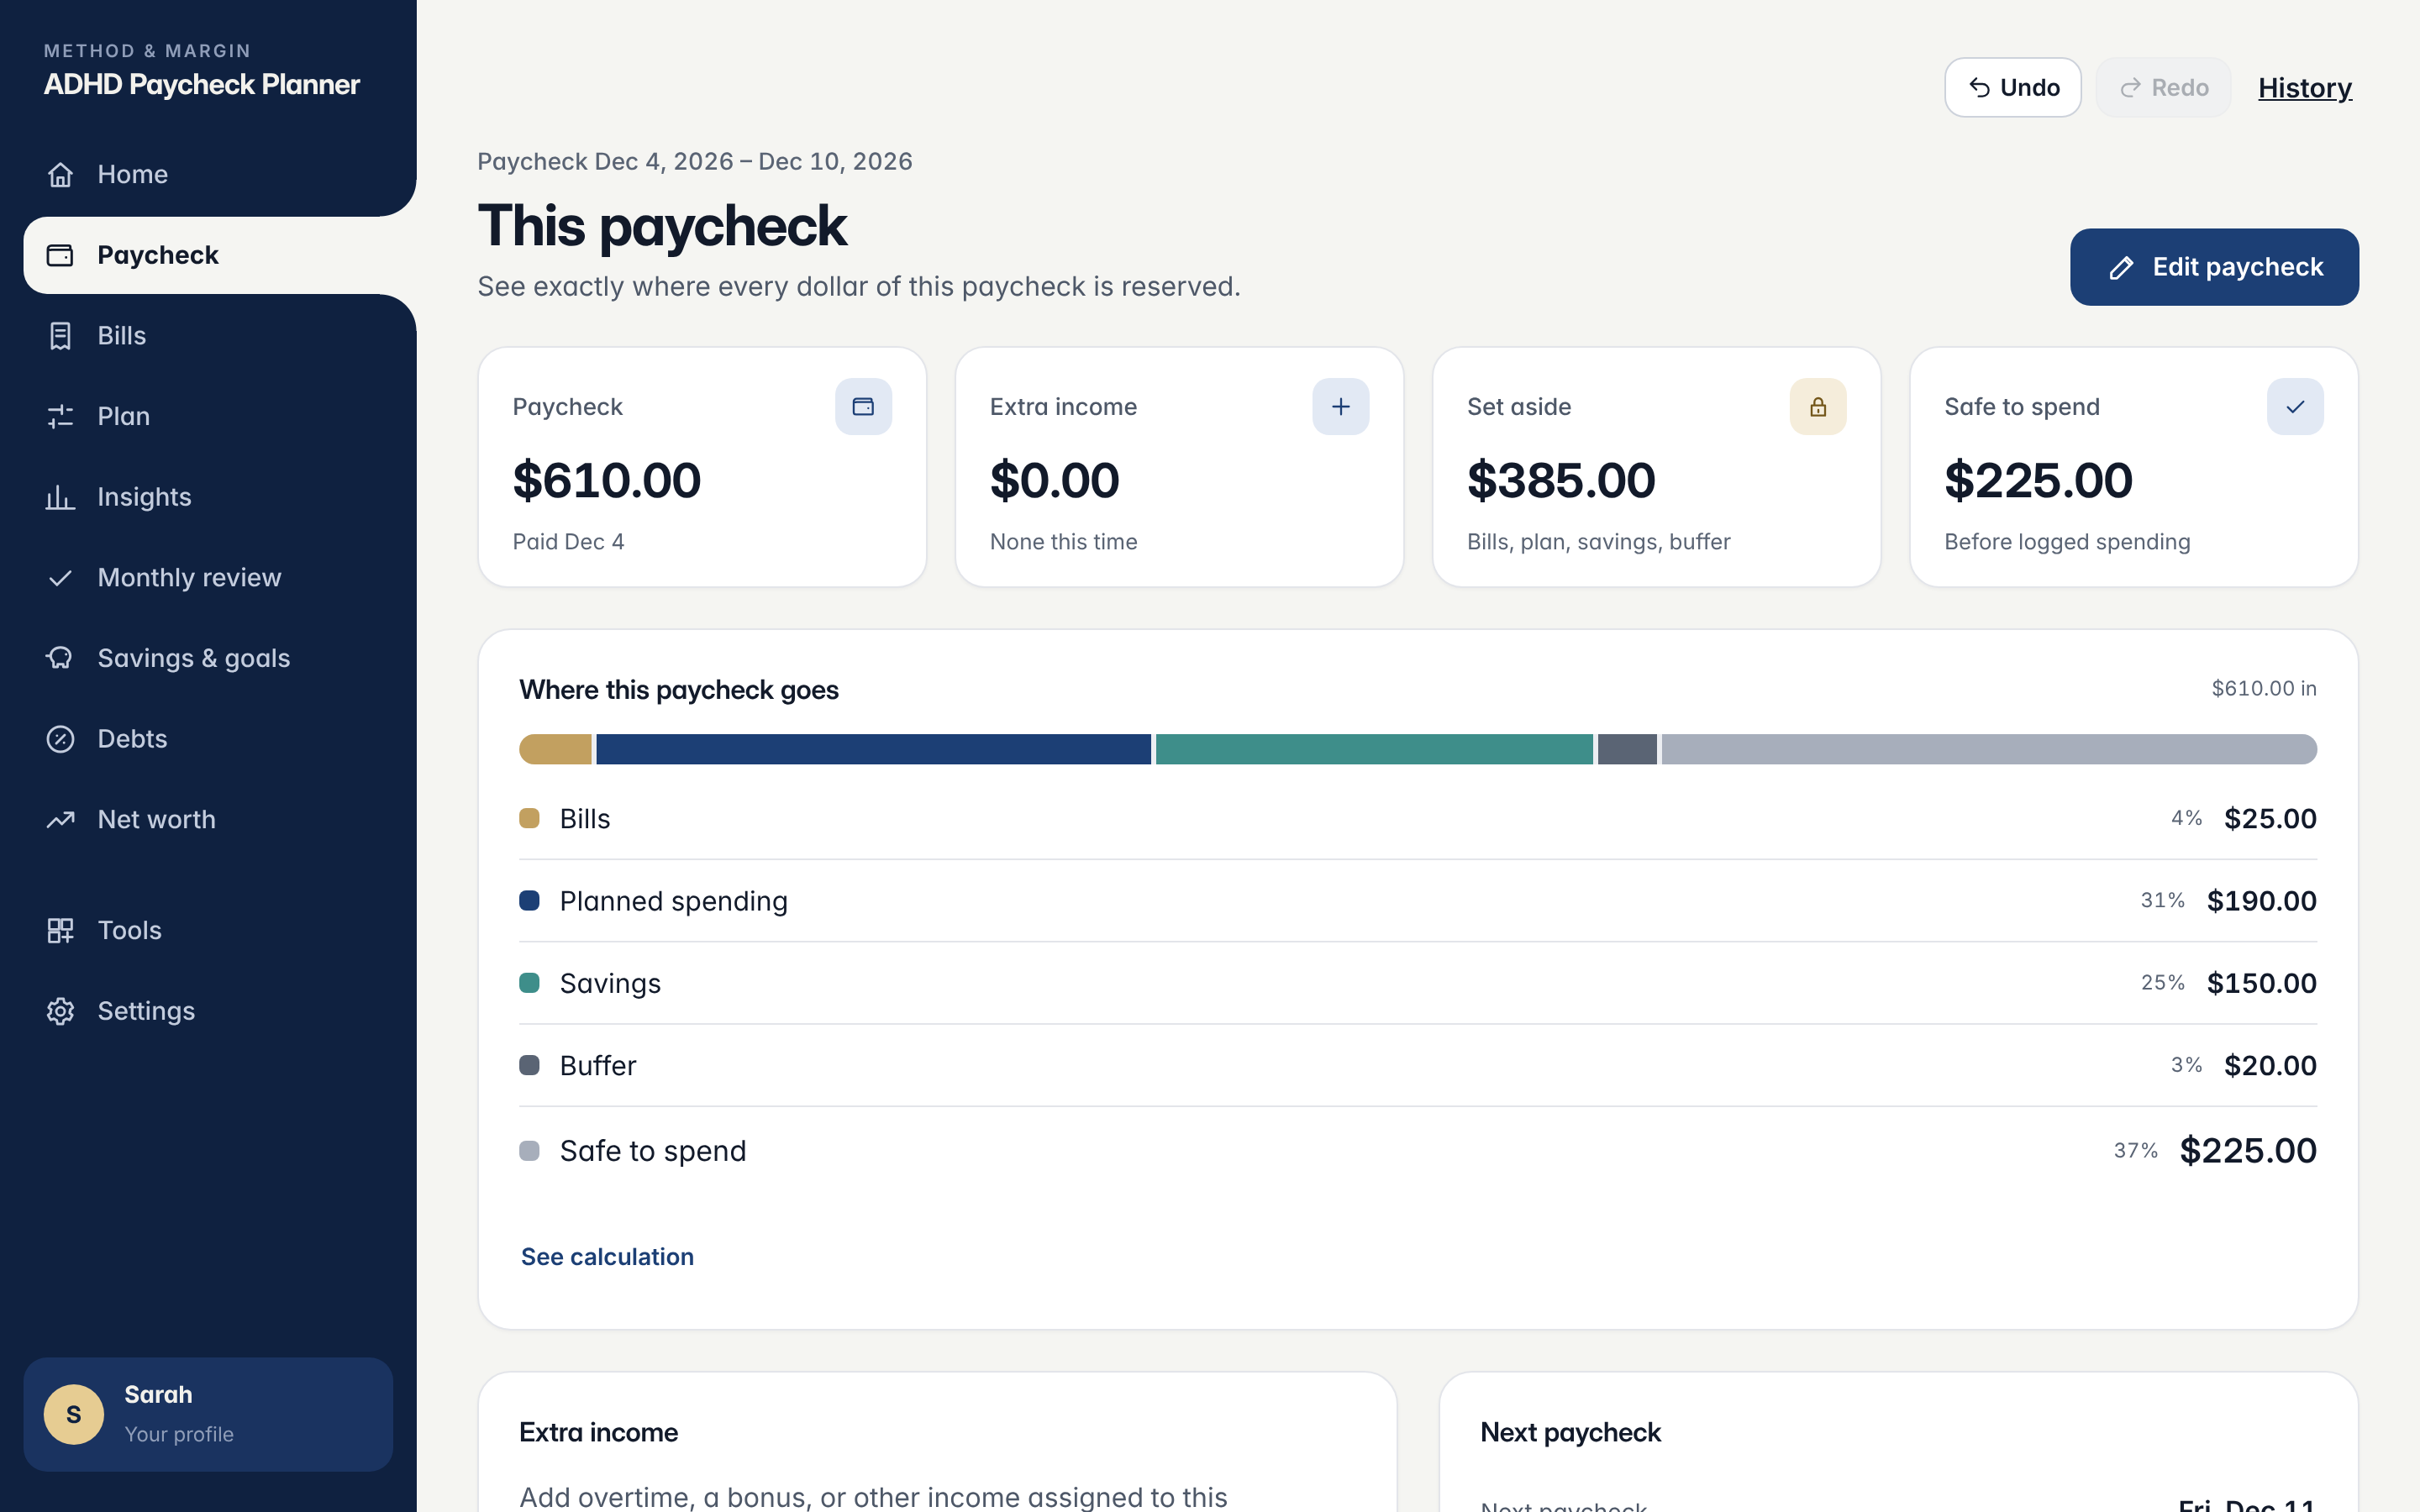 METHOD & MARGIN
ADHD Paycheck Planner
Home
Paycheck
Bills
Plan
Insights
Monthly review
Savings & goals
Debts
Net worth
Tools
Settings
S
Sarah
Your profile
Undo
Redo
History
Paycheck Dec 4, 2026 – Dec 10, 2026
This paycheck
See exactly where every dollar of this paycheck is reserved.
Edit paycheck
Paycheck
$610.00
Paid Dec 4
Extra income
$0.00
None this time
Set aside
$385.00
Bills, plan, savings, buffer
Safe to spend
$225.00
Before logged spending
Where this paycheck goes
$610.00 in
Bills 4% $25.00
Planned spending 31% $190.00
Savings 25% $150.00
Buffer 3% $20.00
Safe to spend 37% $225.00
See calculation
Extra income
Add overtime, a bonus, or other income assigned to this
Next paycheck
Next paycheck Fri, Dec 11